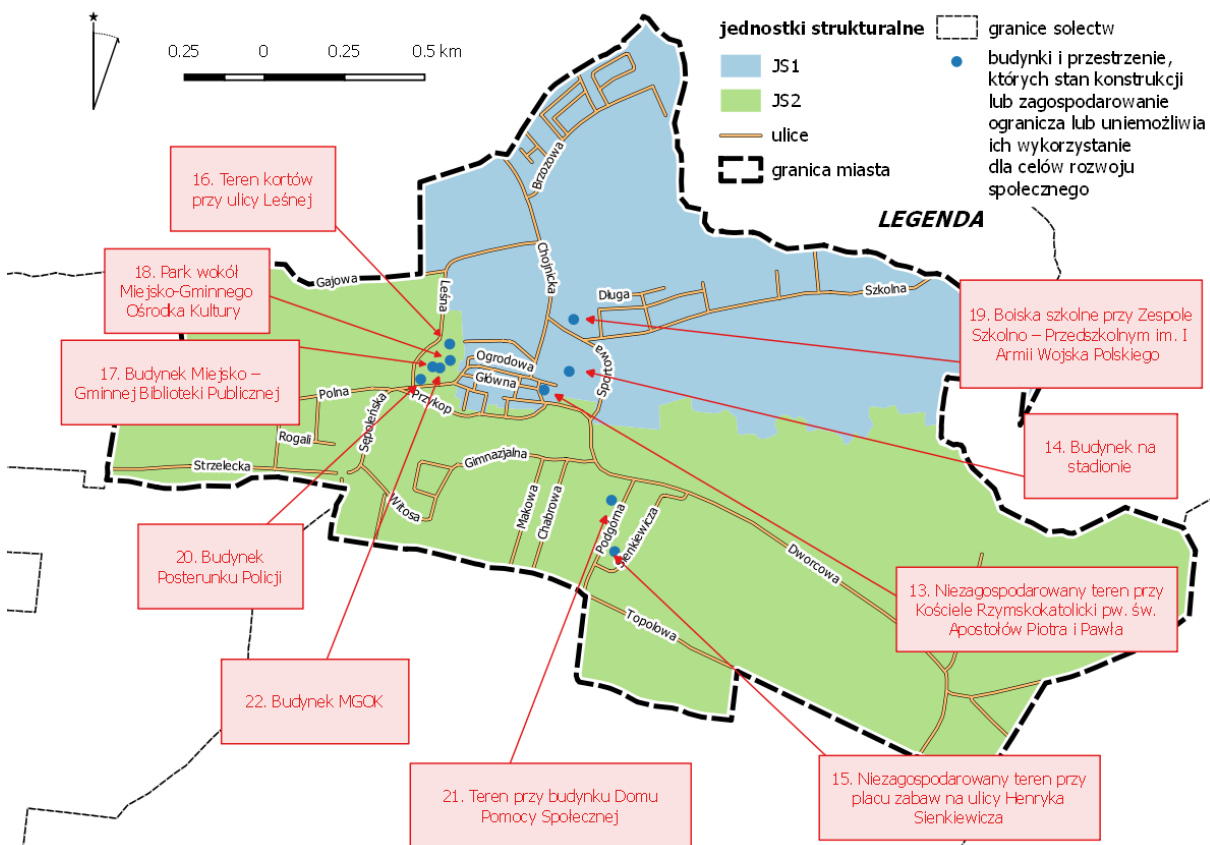 0.25 0 0.25 0.5 km
jednostki strukturalne
JS1
JS2
ulice
granica miasta
granice sołectw
budynki i przestrzenie,
których stan konstrukcji
lub zagospodarowanie
ogranicza lub uniemożliwia
ich wykorzystanie
dla celów rozwoju
społecznego
LEGENDA
16. Teren kortów
przy ulicy Leśnej
18. Park wokół
Miejsko-Gminnego
Ośrodka Kultury
17. Budynek Miejsko –
Gminnej Biblioteki Publicznej
20. Budynek
Posterunku Policji
22. Budynek MGOK
21. Teren przy budynku Domu
Pomocy Społecznej
15. Niezagospodarowany teren przy
placu zabaw na ulicy Henryka
Sienkiewicza
13. Niezagospodarowany teren przy
Kościele Rzymskokatolicki pw. św.
Apostołów Piotra i Pawła
14. Budynek na
stadionie
19. Boiska szkolne przy Zespole
Szkolno – Przedszkolnym im. I
Armii Wojska Polskiego
Brzozowa
Chojnicka
Gajowa
Leśna
Długa
Szkolna
Ogrodowa
Główna
Sportowa
Przykop
Polna
Sępoleńska
Rogali
Strzelecka
Witosa
Gimnazjalna
Makowa
Chabrowa
Podgórna
Sienkiewicza
Dworcowa
Topolowa